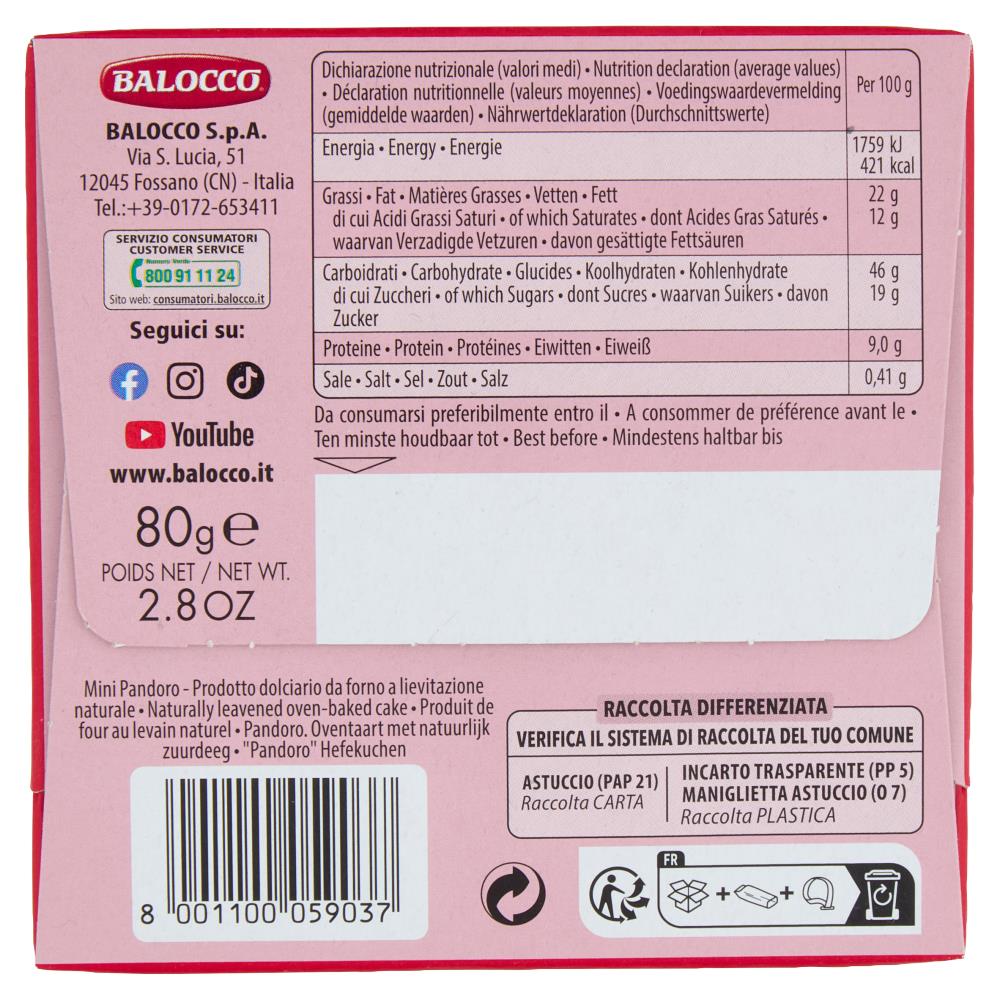 BALOCCO
BALOCCO S.p.A.
Via S. Lucia, 51
12045 Fossano (CN) - Italia
Tel.:+39-0172-653411
SERVIZIO CONSUMATORI
CUSTOMER SERVICE
Numero Verde
800 91 11 24
Sito web: consumatori.balocco.it
Seguici su:
YouTube
www.balocco.it
80g e
POIDS NET / NET WT.
2.8 OZ
Dichiarazione nutrizionale (valori medi) • Nutrition declaration (average values)
• Déclaration nutritionnelle (valeurs moyennes) • Voedingswaardevermelding
(gemiddelde waarden) • Nährwertdeklaration (Durchschnittswerte)
Per 100 g
Energia • Energy • Energie
1759 kJ
421 kcal
Grassi • Fat • Matières Grasses • Vetten • Fett
22 g
di cui Acidi Grassi Saturi • of which Saturates • dont Acides Gras Saturés •
12 g
waarvan Verzadigde Vetzuren • davon gesättigte Fettsäuren
Carboidrati • Carbohydrate • Glucides • Koolhydraten • Kohlenhydrate
46 g
di cui Zuccheri • of which Sugars • dont Sucres • waarvan Suikers • davon
19 g
Zucker
Proteine • Protein • Protéines • Eiwitten • Eiweiß
9,0 g
Sale • Salt • Sel • Zout • Salz
0,41 g
Da consumarsi preferibilmente entro il • A consommer de préférence avant le •
Ten minste houdbaar tot • Best before • Mindestens haltbar bis
Mini Pandoro - Prodotto dolciario da forno a lievitazione
naturale • Naturally leavened oven-baked cake • Produit de
four au levain naturel • Pandoro. Oventaart met natuurlijk
zuurdeeg • "Pandoro" Hefekuchen
8 001100 059037
RACCOLTA DIFFERENZIATA
VERIFICA IL SISTEMA DI RACCOLTA DEL TUO COMUNE
ASTUCCIO (PAP 21)
Raccolta CARTA
INCARTO TRASPARENTE (PP 5)
MANIGLIETTA ASTUCCIO (O 7)
Raccolta PLASTICA
FR
+ +